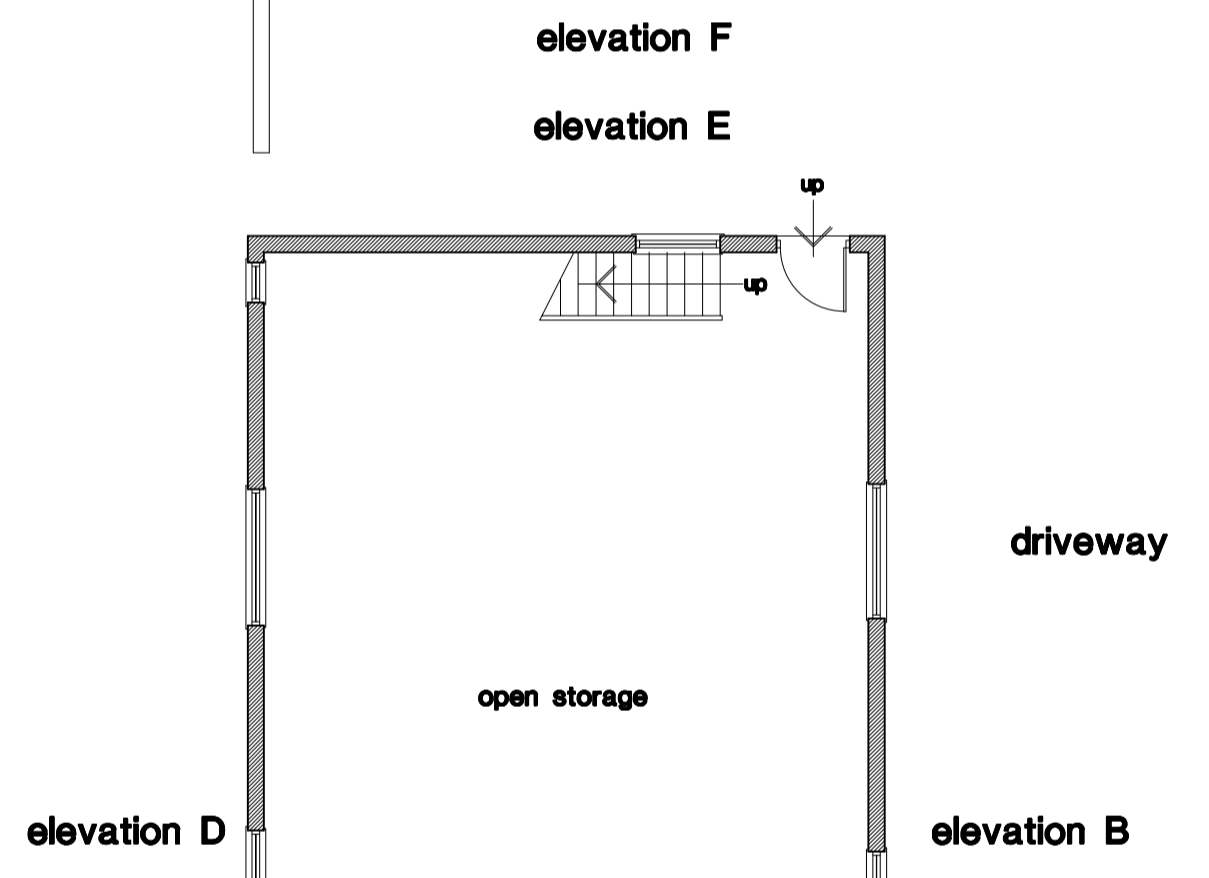 elevation F
elevation E
up
up
driveway
open storage
elevation D
elevation B